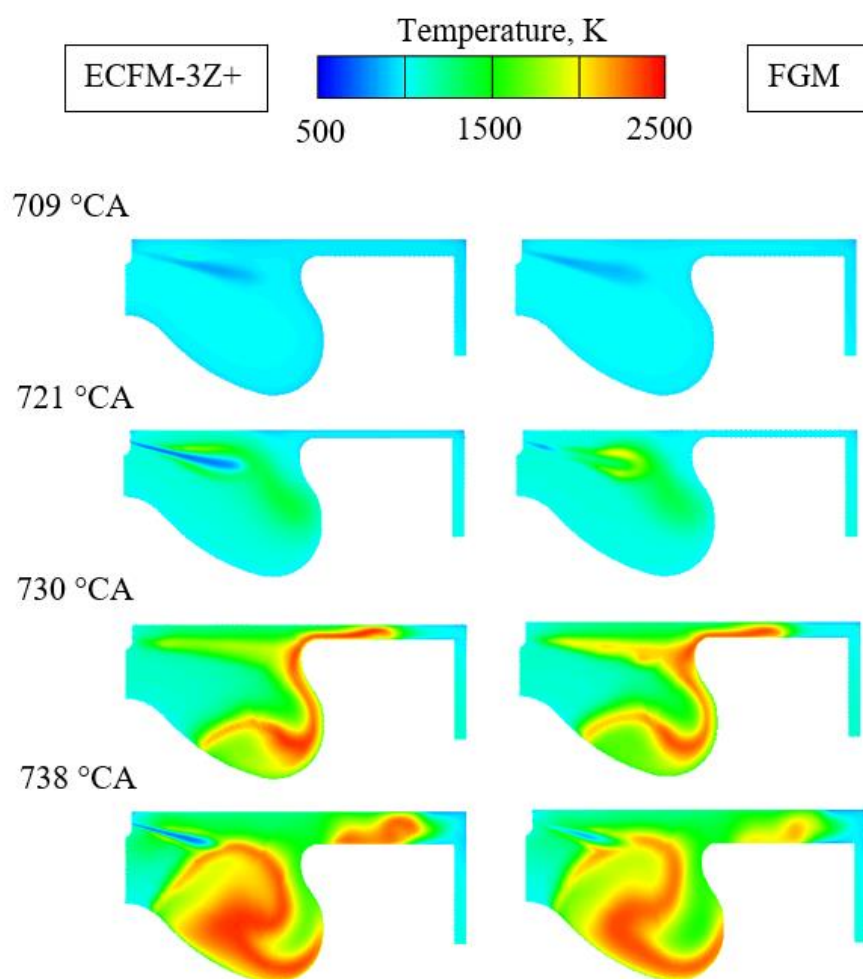 Temperature, K
ECFM-3Z+
FGM
500 1500 2500
709 °CA
721 °CA
730 °CA
738 °CA